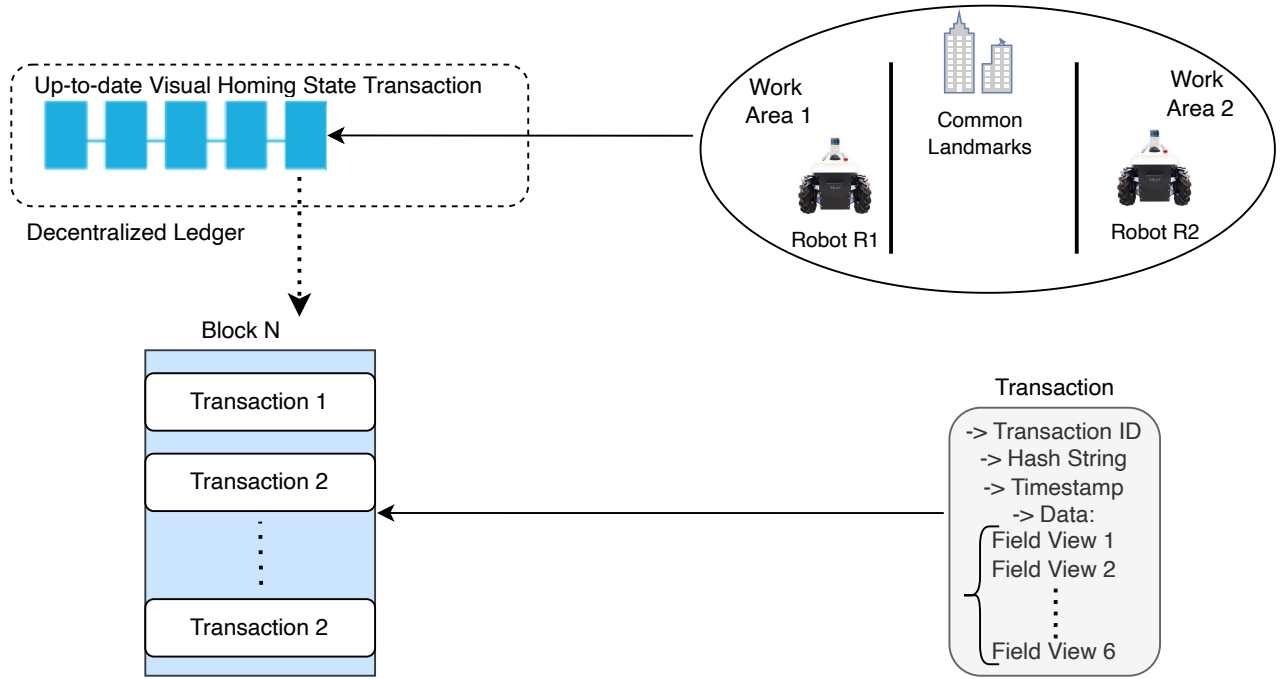 Up-to-date Visual Homing State Transaction
Decentralized Ledger
Work
Area 1
Common
Landmarks
Work
Area 2
Robot R1
Robot R2
Block N
Transaction 1
Transaction 2
Transaction 2
Transaction
-> Transaction ID
-> Hash String
-> Timestamp
-> Data:
Field View 1
Field View 2
Field View 6